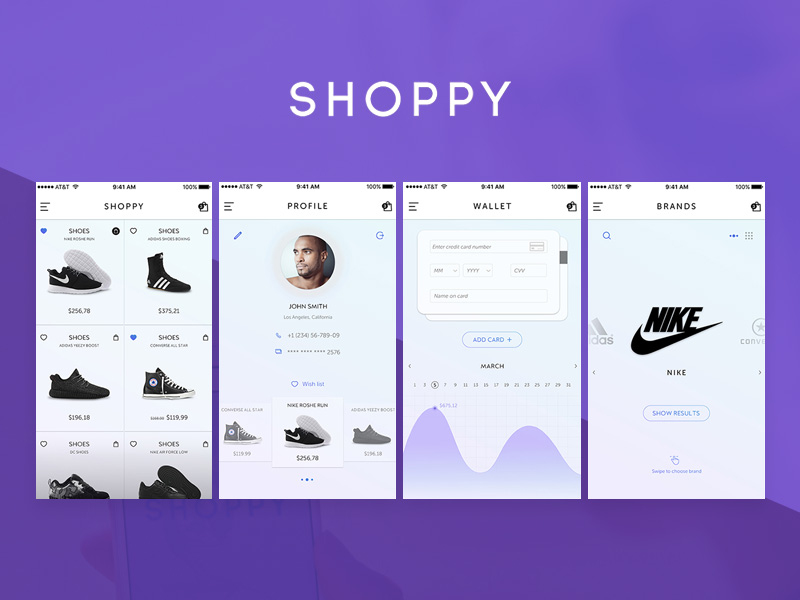 SHOPPY
AT&T 9:41 AM 100%
SHOPPY
SHOES
NIKE ROSHE RUN
$256,78
SHOES
ADIDAS SHOES BOXING
$375,21
SHOES
ADIDAS YEEZY BOOST
$196,18
SHOES
CONVERSE ALL STAR
$119,99
SHOES
DC SHOES
SHOES
NIKE AIR FORCE LOW
AT&T 9:41 AM 100%
PROFILE
JOHN SMITH
Los Angeles, California
+1 (234) 56-789-09
**** **** **** 2576
Wish list
CONVERSE ALL STAR
$119.99
NIKE ROSHE RUN
$256,78
ADIDAS YEEZY BOOST
$196,18
AT&T 9:41 AM 100%
WALLET
Enter credit card number
MM YYYY CVV
Name on card
ADD CARD +
MARCH
1 3 5 7 9 11 13 15 17 19 21 23 25 27 29 31
$675,12
AT&T 9:41 AM 100%
BRANDS
didas
NIKE
CONV
NIKE
SHOW RESULTS
Swipe to choose brand
SHOPPY